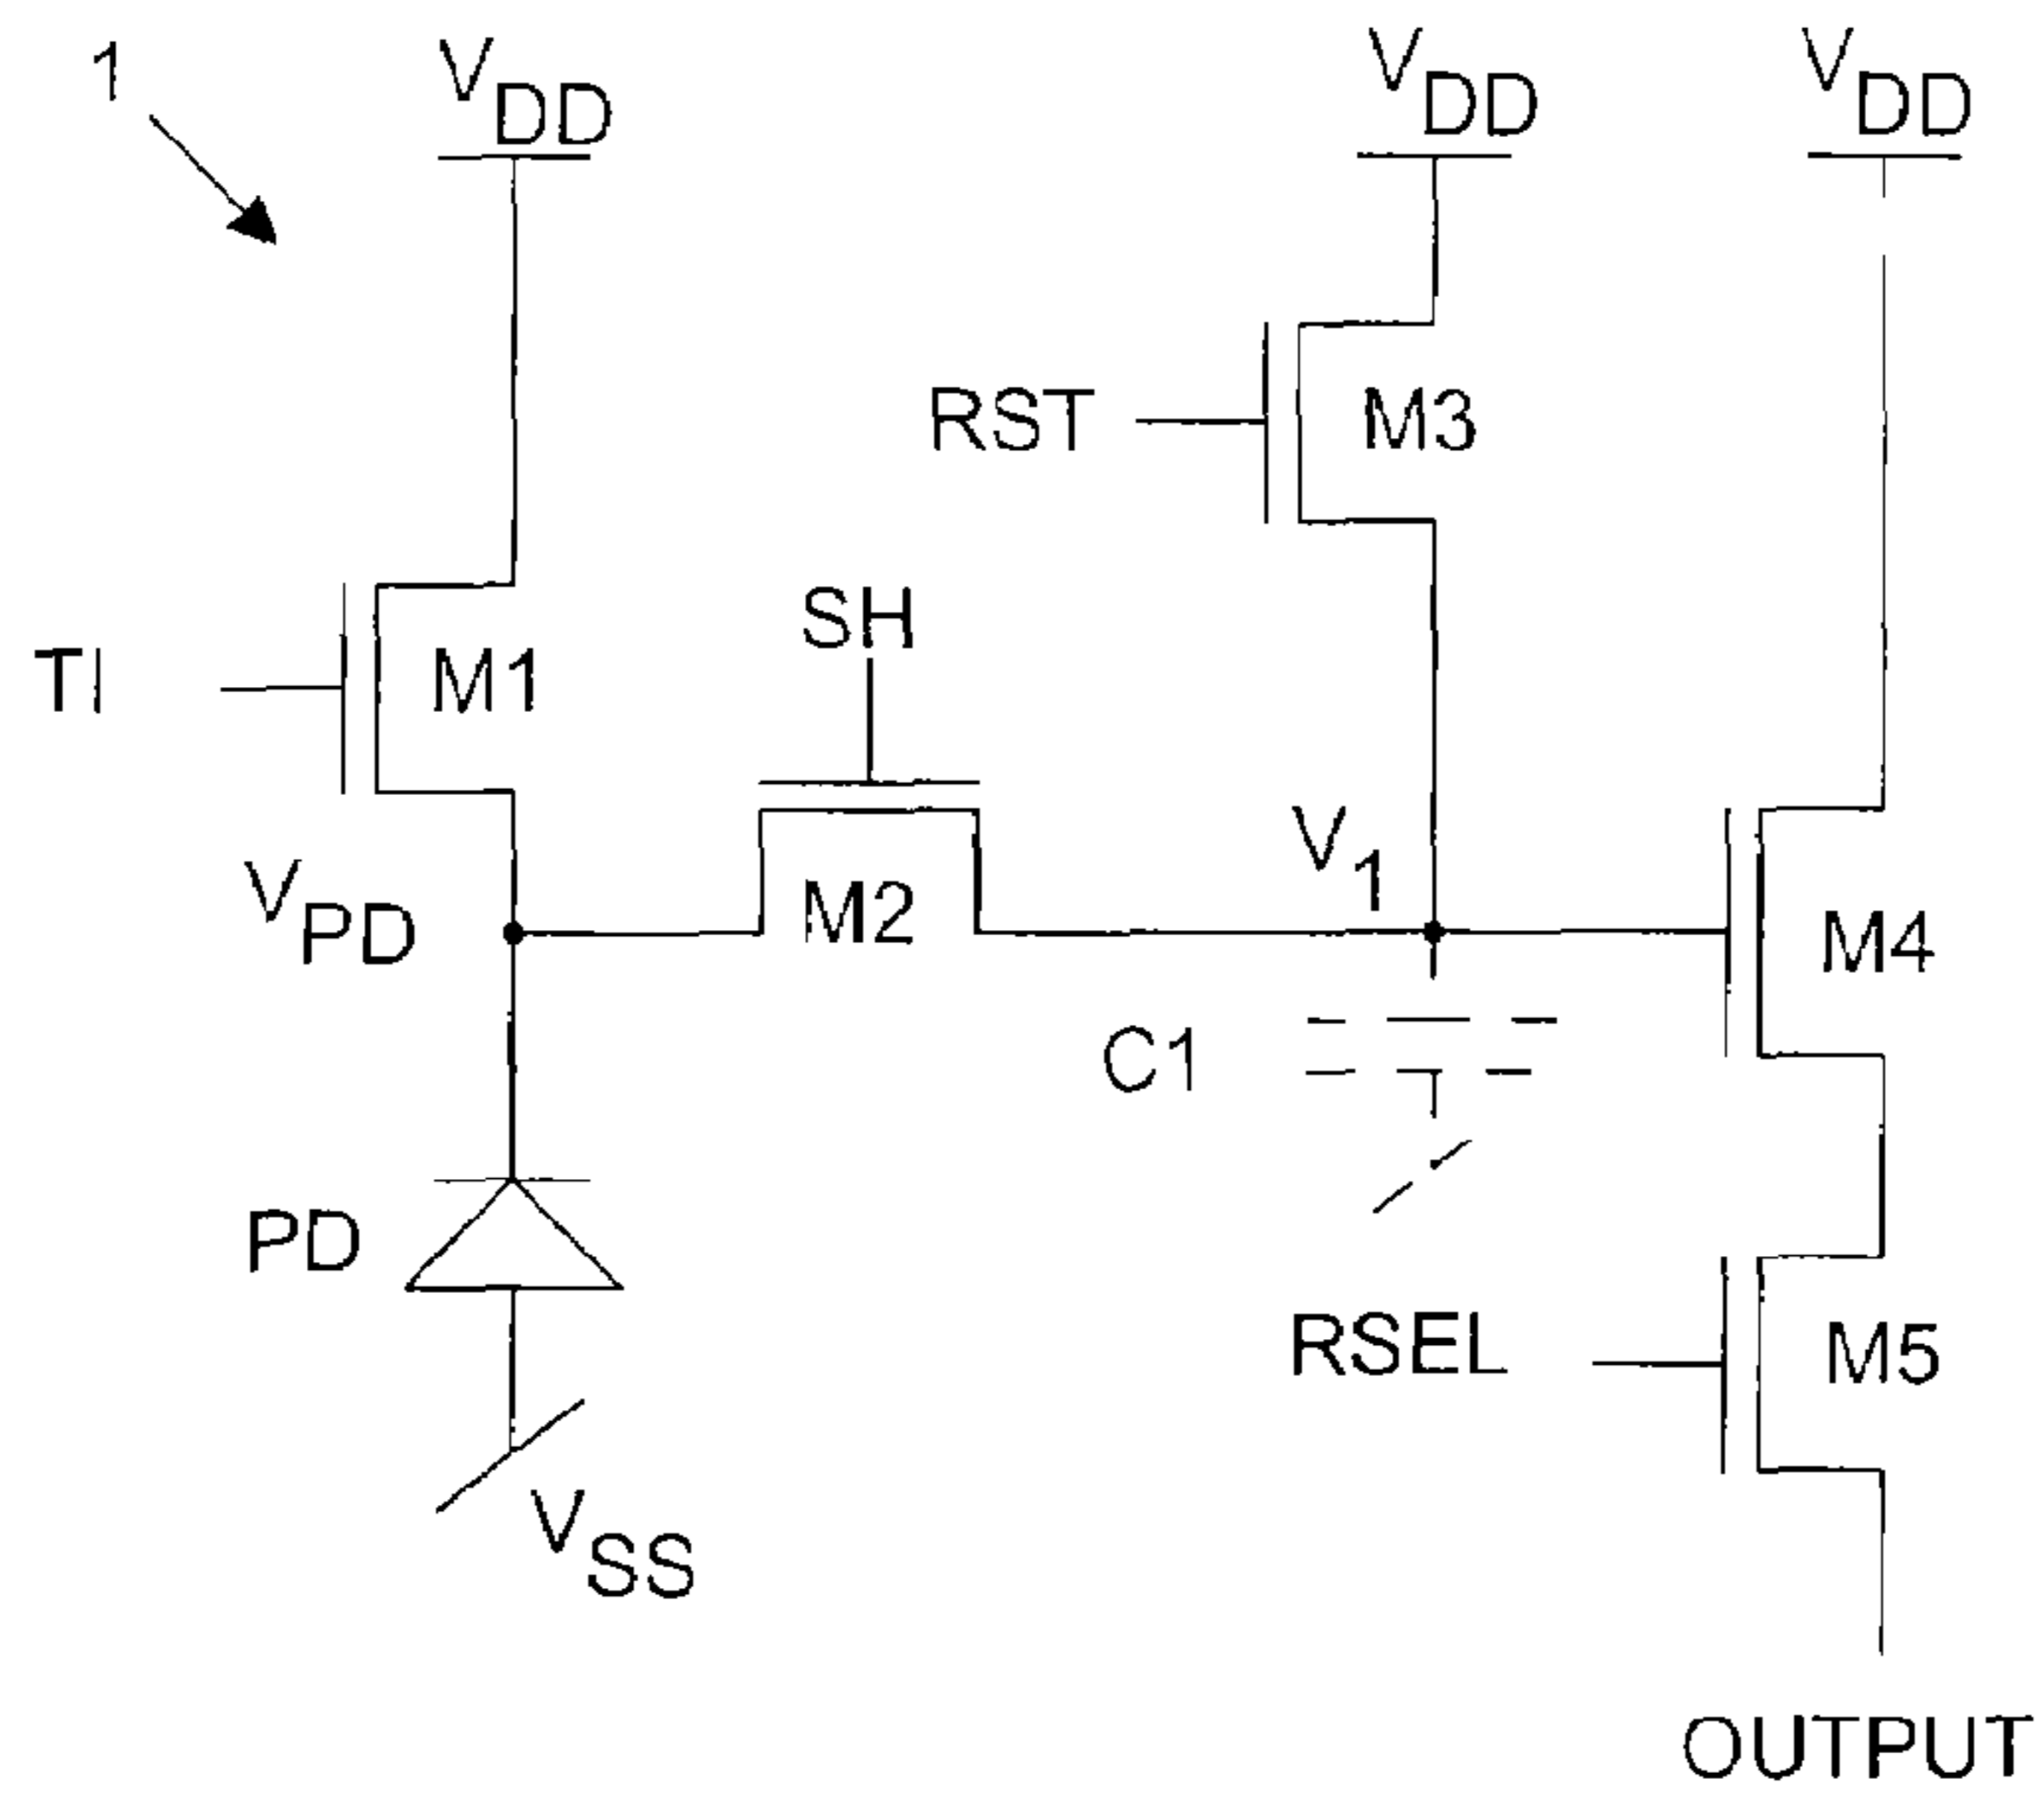 1
VDD
VDD
VDD
RST
M3
SH
TI
M1
V1
VPD
M2
M4
C1
PD
RSEL
M5
VSS
OUTPUT